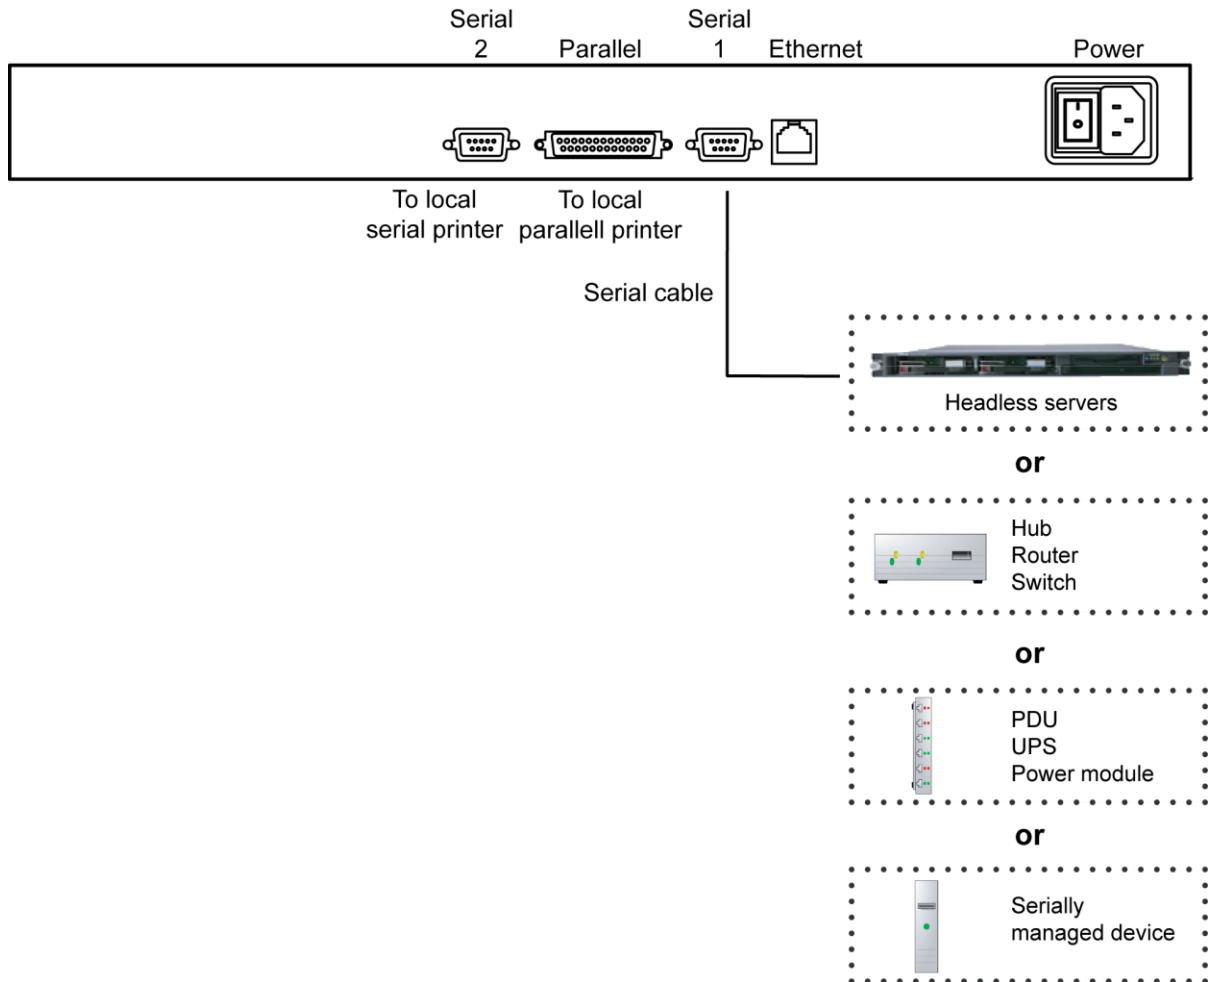 Serial
2
Parallel
Serial
1
Ethernet
Power
To local
serial printer
To local
parallell printer
Serial cable
Headless servers
or
Hub
Router
Switch
or
PDU
UPS
Power module
or
Serially
managed device